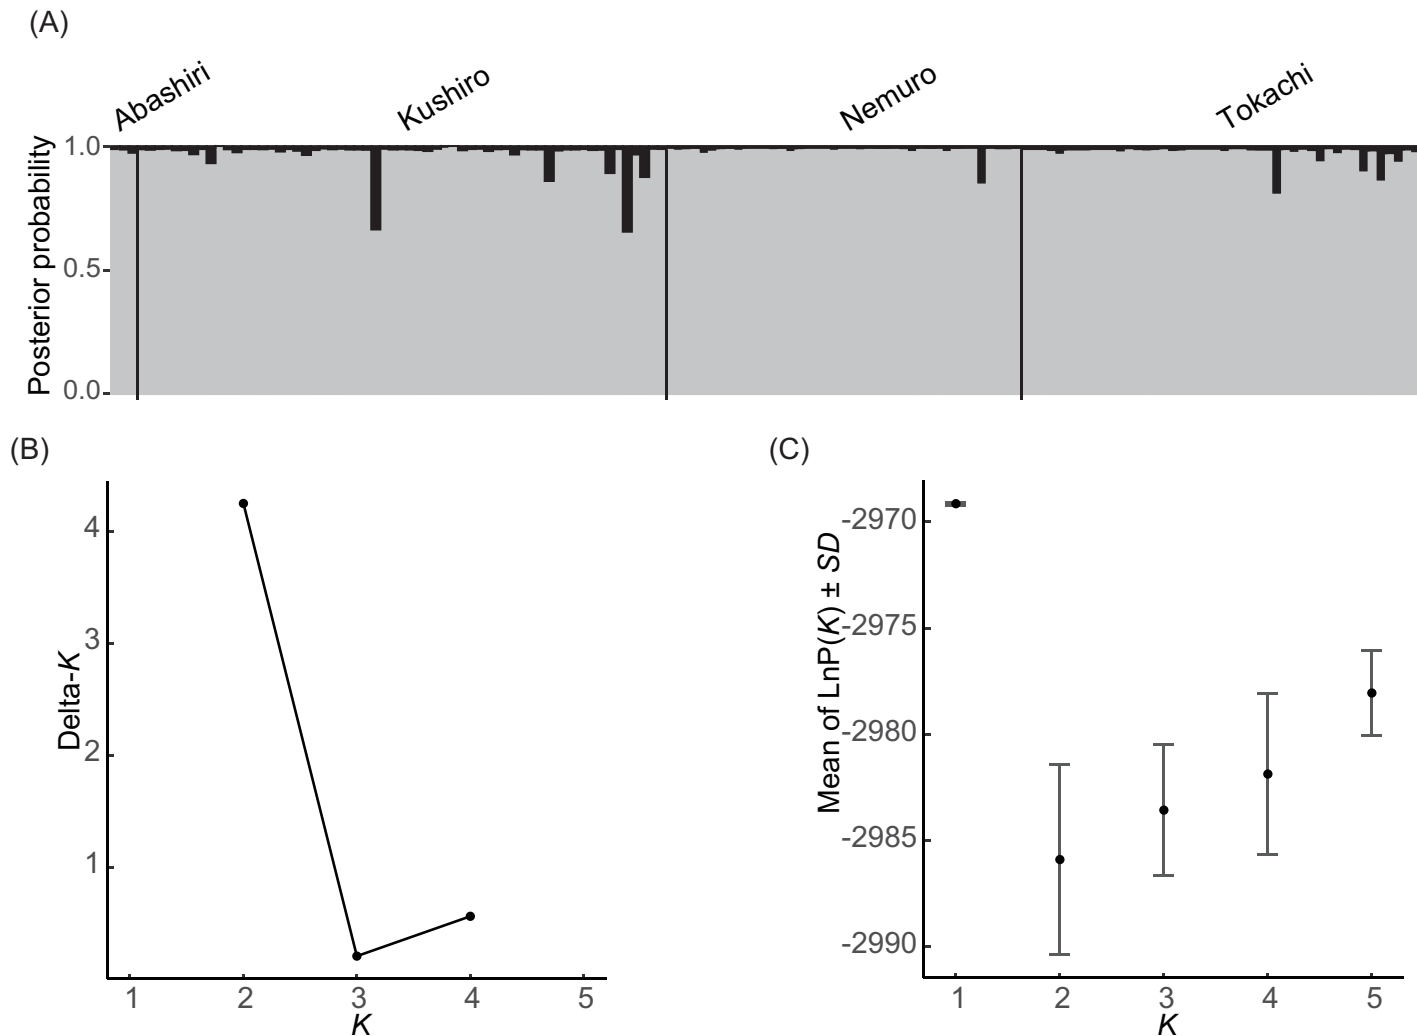 (A)
Abashiri
Kushiro
Nemuro
Tokachi
Posterior probability
1.0
0.5
0.0
(B)
Delta-K
4
3
2
1
1 2 3 4 5
K
(C)
Mean of LnP(K) ± SD
-2970
-2975
-2980
-2985
-2990
1 2 3 4 5
K